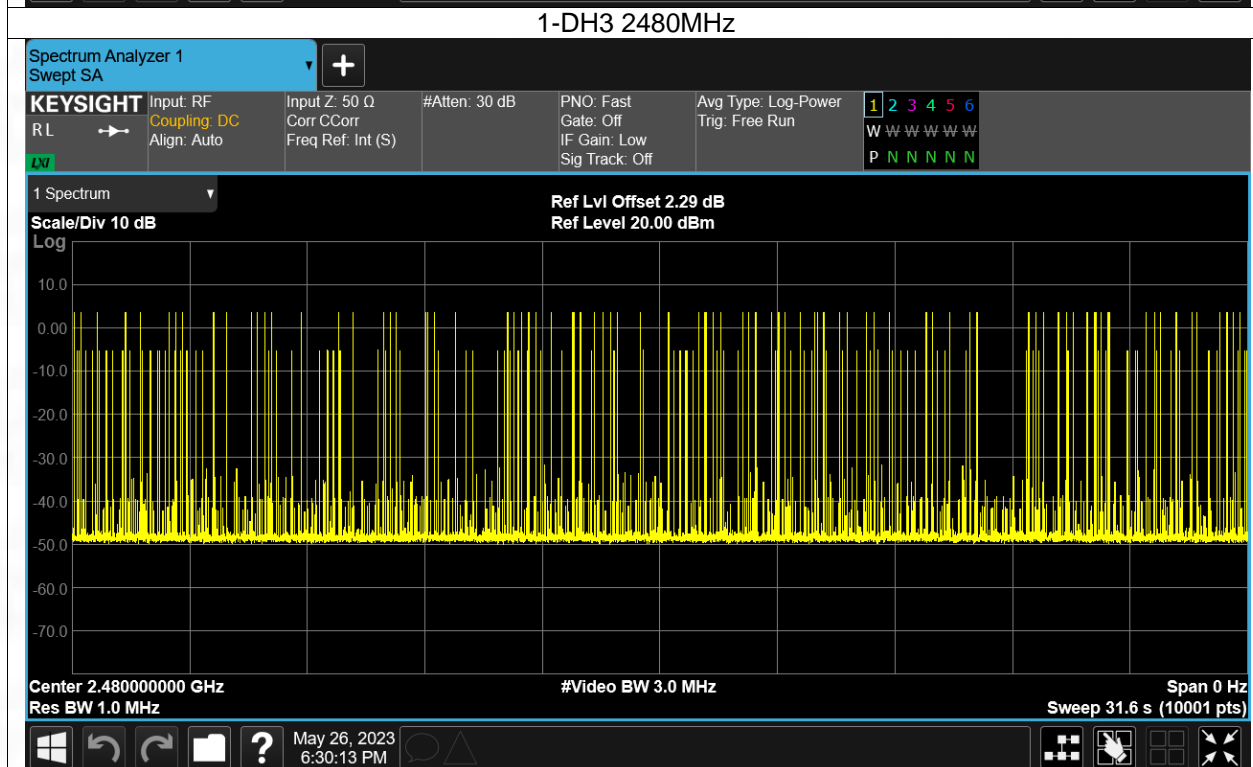 1-DH3 2480MHz
Spectrum Analyzer 1
Swept SA
KEYSIGHT
RL
LXI
Input: RF
Coupling: DC
Align: Auto
Input Z: 50 Ω
Corr CCorr
Freq Ref: Int (S)
#Atten: 30 dB
PNO: Fast
Gate: Off
IF Gain: Low
Sig Track: Off
Avg Type: Log-Power
Trig: Free Run
1 2 3 4 5 6
W W W W W W
P N N N N N
1 Spectrum
Scale/Div 10 dB
Ref Lvl Offset 2.29 dB
Ref Level 20.00 dBm
Log
10.0
0.00
-10.0
-20.0
-30.0
-40.0
-50.0
-60.0
-70.0
Center 2.480000000 GHz
Res BW 1.0 MHz
#Video BW 3.0 MHz
Span 0 Hz
Sweep 31.6 s (10001 pts)
?
May 26, 2023
6:30:13 PM